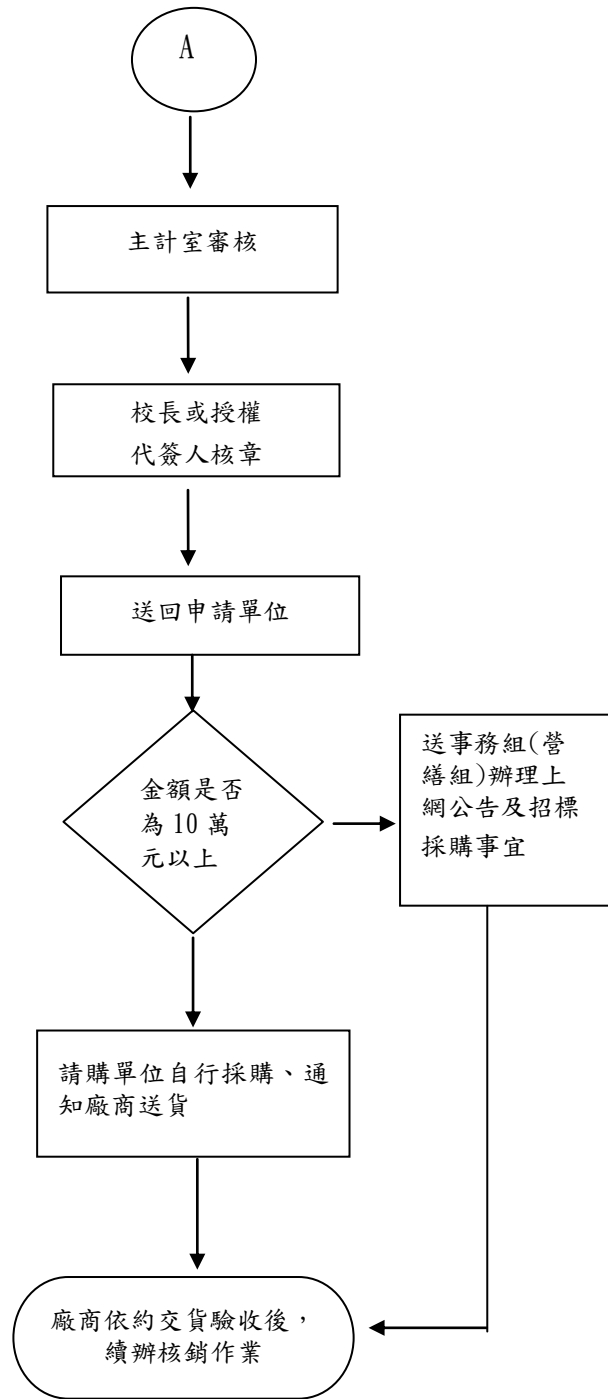 A
主計室審核
校長或授權
代簽人核章
送回申請單位
金額是否
為10萬
元以上
送事務組(營
繕組)辦理上
網公告及招標
採購事宜
請購單位自行採購、通
知廠商送貨
廠商依約交貨驗收後，
續辦核銷作業